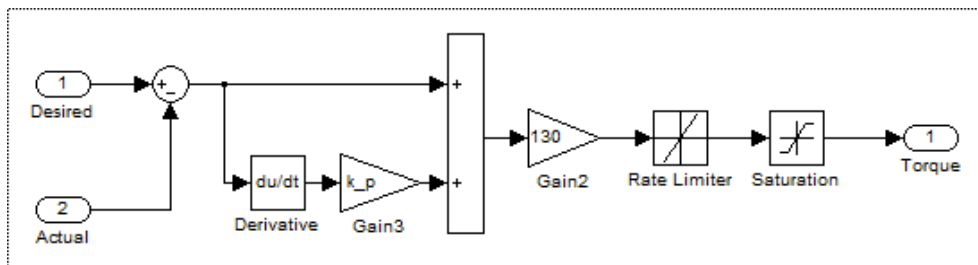 1
Desired
+
−
2
Actual
du/dt
Derivative
k_p
Gain3
+
+
130
Gain2
Rate Limiter
Saturation
1
Torque